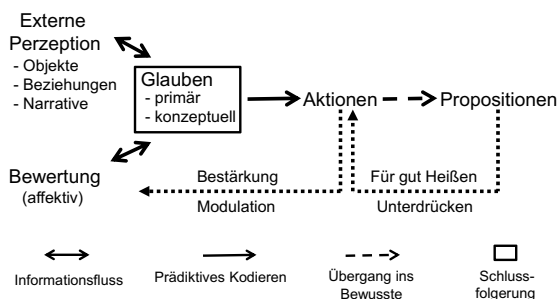 Externe
Perzeption
- Objekte
- Beziehungen
- Narrative
Glauben
- primär
- konzeptuell
Aktionen
Propositionen
Bewertung
(affektiv)
Bestärkung
Modulation
Für gut Heißen
Unterdrücken
Informationsfluss
Prädiktives Kodieren
Übergang ins
Bewusste
Schluss-
folgerung